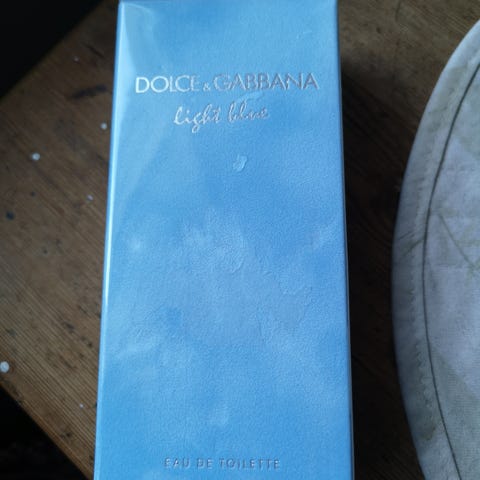 DOLCE & GABBANA
light blue
EAU DE TOILETTE